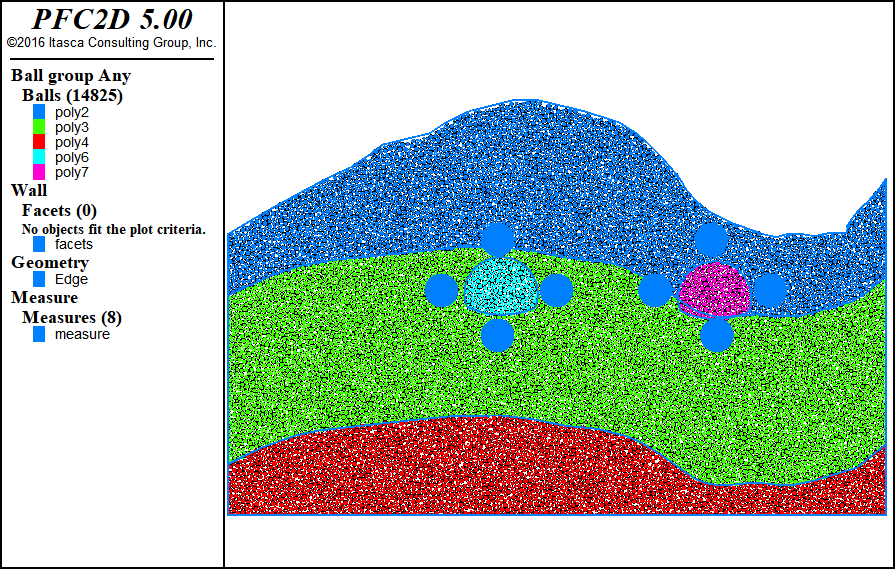 PFC2D 5.00
©2016 Itasca Consulting Group, Inc.
Ball group Any
Balls (14825)
poly2
poly3
poly4
poly6
poly7
Wall
Facets (0)
No objects fit the plot criteria.
facets
Geometry
Edge
Measure
Measures (8)
measure